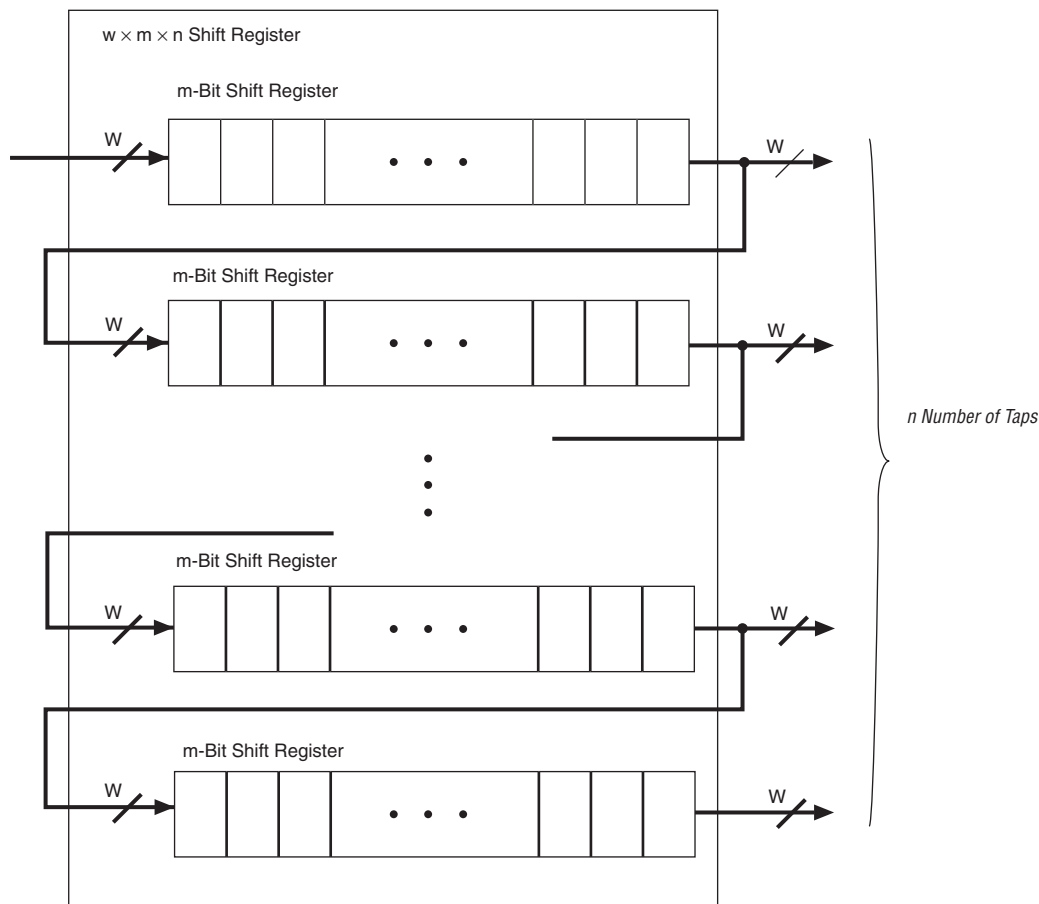 w × m × n Shift Register
m-Bit Shift Register
W
W
m-Bit Shift Register
W
W
n Number of Taps
m-Bit Shift Register
W
W
m-Bit Shift Register
W
W